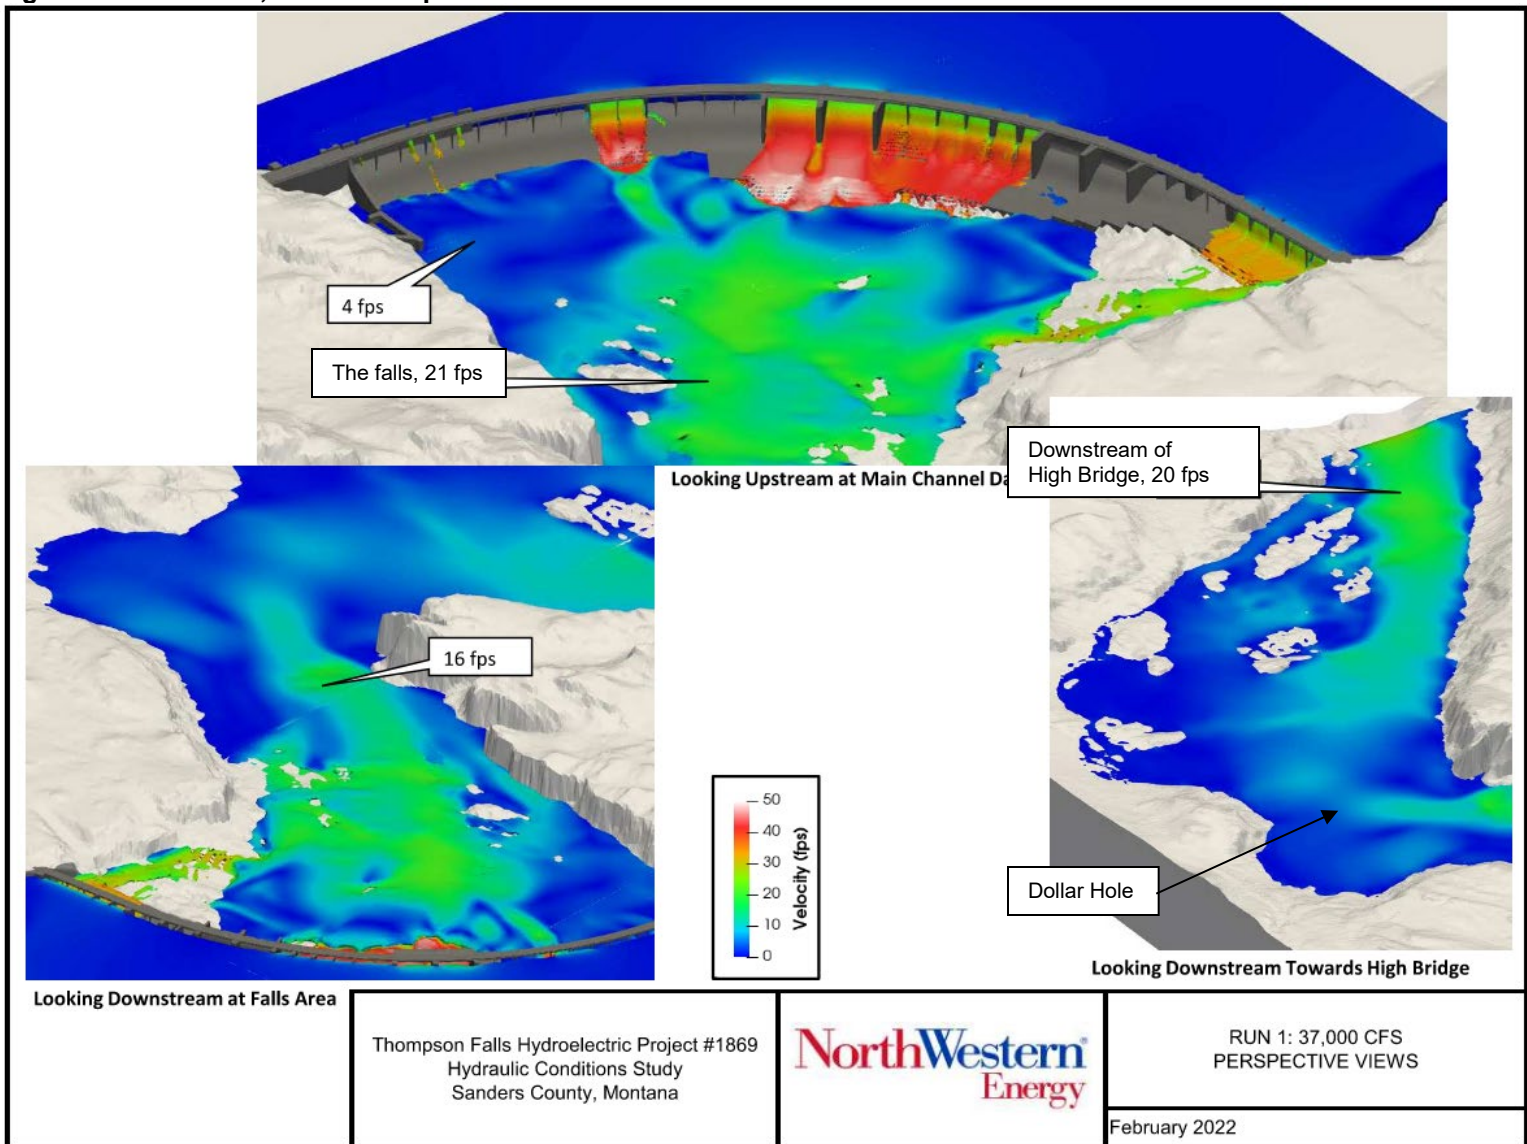 4 fps
The falls, 21 fps
Looking Upstream at Main Channel
Downstream of
High Bridge, 20 fps
16 fps
50
40
30
20
10
0
Velocity (fps)
Dollar Hole
Looking Downstream Towards High Bridge
Looking Downstream at Falls Area
Thompson Falls Hydroelectric Project #1869
Hydraulic Conditions Study
Sanders County, Montana
NorthWestern®
Energy
RUN 1: 37,000 CFS
PERSPECTIVE VIEWS
February 2022